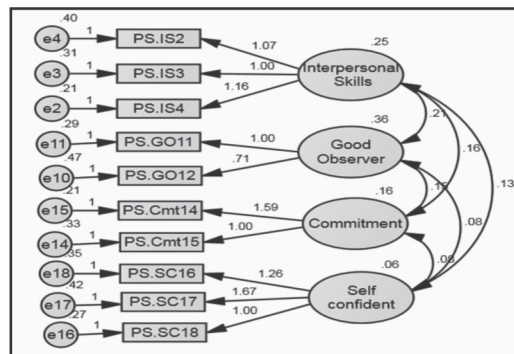 .40
e4 1 PS.IS2
.31
e3 1 PS.IS3
.21
e2 1 PS.IS4
.29
e11 1 PS.GO11
.47
e10 1 PS.GO12
.21
e15 1 PS.Cmt14
.33
e14 1 PS.Cmt15
.35
e18 1 PS.SC16
.42
e17 1 PS.SC17
.27
e16 1 PS.SC18
1.07
1.00
1.16
1.00
.71
1.59
1.00
1.26
1.67
1.00
.25
Interpersonal
Skills
.36
Good
Observer
.16
Commitment
.06
Self
confident
.21
.16
.13
.08